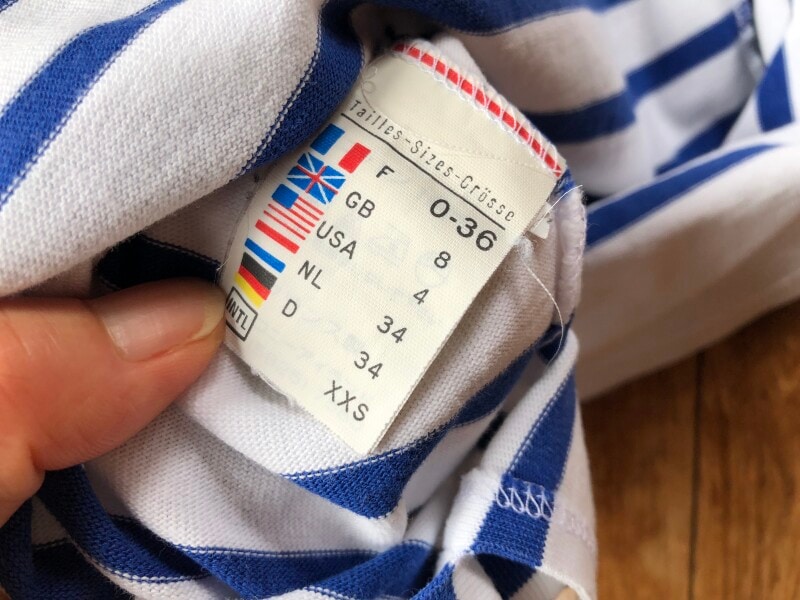 Tailles-Sizes-Grösse
F 0-36
GB 8
USA 4
NL 34
D 34
INTL XXS